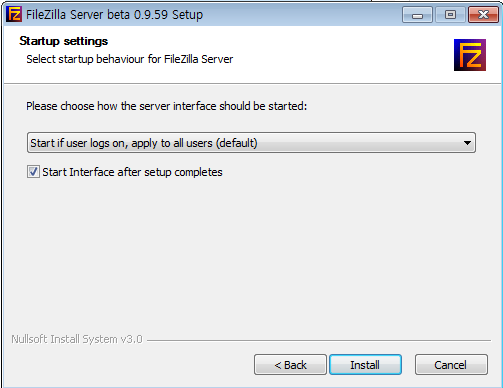 FileZilla Server beta 0.9.59 Setup
Startup settings
Select startup behaviour for FileZilla Server
Fz
Please choose how the server interface should be started:
Start if user logs on, apply to all users (default)
Start Interface after setup completes
Nullsoft Install System v3.0
< Back
Install
Cancel